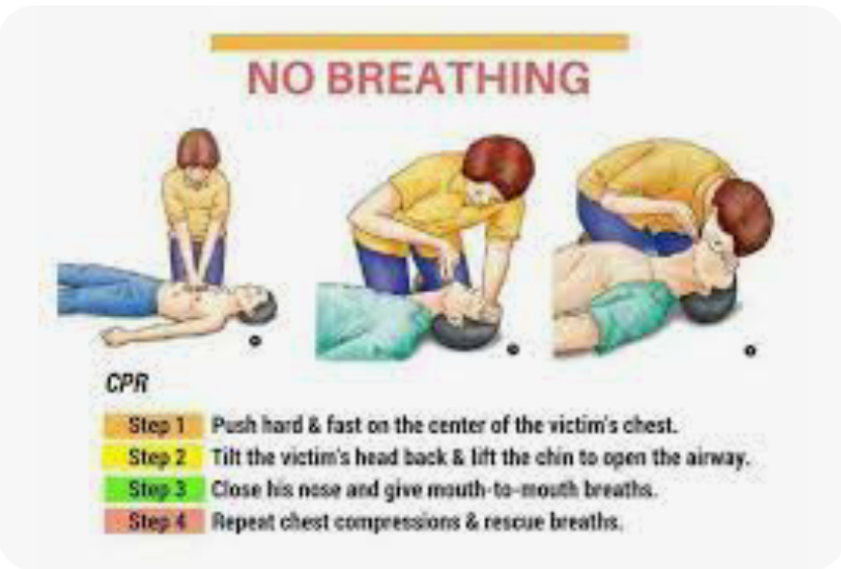 NO BREATHING
CPR
Step 1 Push hard & fast on the center of the victim's chest.
Step 2 Tilt the victim's head back & lift the chin to open the airway.
Step 3 Close his nose and give mouth-to-mouth breaths.
Step 4 Repeat chest compressions & rescue breaths.